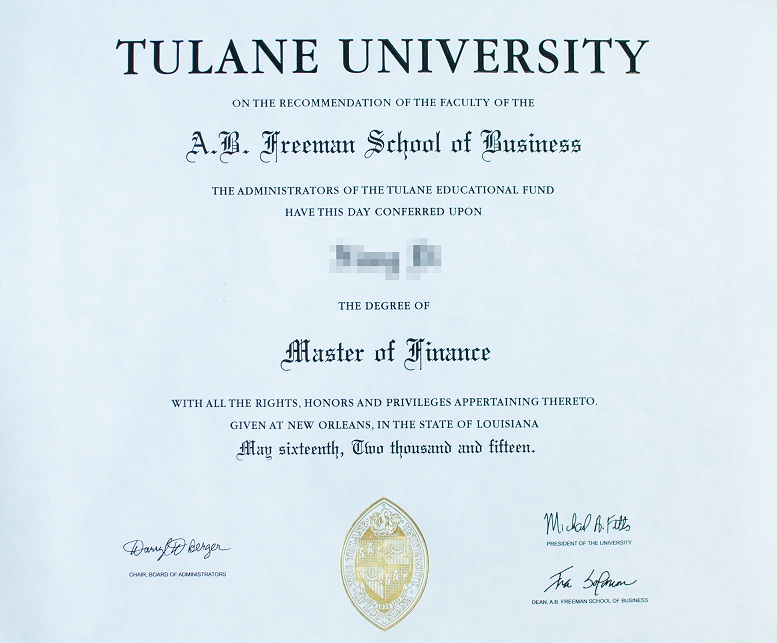 TULANE UNIVERSITY
ON THE RECOMMENDATION OF THE FACULTY OF THE
A.B. Freeman School of Business
THE ADMINISTRATORS OF THE TULANE EDUCATIONAL FUND
HAVE THIS DAY CONFERRED UPON
THE DEGREE OF
Master of Finance
WITH ALL THE RIGHTS, HONORS AND PRIVILEGES APPERTAINING THERETO.
GIVEN AT NEW ORLEANS, IN THE STATE OF LOUISIANA
May sixteenth, Two thousand and fifteen.
Darryl D Berger
CHAIR, BOARD OF ADMINISTRATORS
Michael A. Fitts
PRESIDENT OF THE UNIVERSITY
Ira Solomon
DEAN, A.B. FREEMAN SCHOOL OF BUSINESS